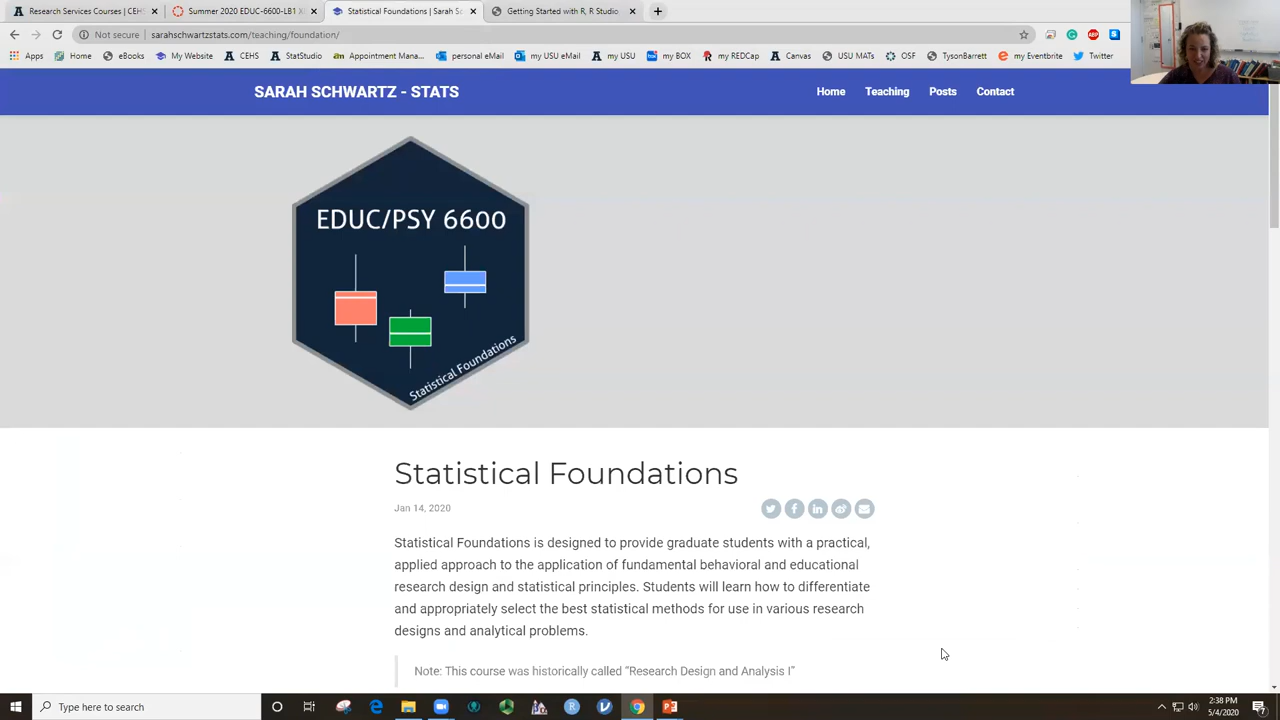 Research Services Courses | CEHS
Summer 2020 EDUC-6600-LB1 X
Statistical Foundations | Sarah Sc
Getting Started with R, R Studio
Not secure | sarahschwartzstats.com/teaching/foundation/
Apps Home eBooks My Website CEHS StatStudio Appointment Mana... personal eEmail my USU eEmail my USU my BOX my REDCap Canvas USU MATs OSF TysonBarrett my Eventbrite Twitter
SARAH SCHWARTZ - STATS
Home Teaching Posts Contact
EDUC/PSY 6600
Statistical Foundations
Statistical Foundations
Jan 14, 2020
Statistical Foundations is designed to provide graduate students with a practical,
applied approach to the application of fundamental behavioral and educational
research design and statistical principles. Students will learn how to differentiate
and appropriately select the best statistical methods for use in various research
designs and analytical problems.
Note: This course was historically called “Research Design and Analysis I”
Type here to search
2:38 PM
5/4/2020